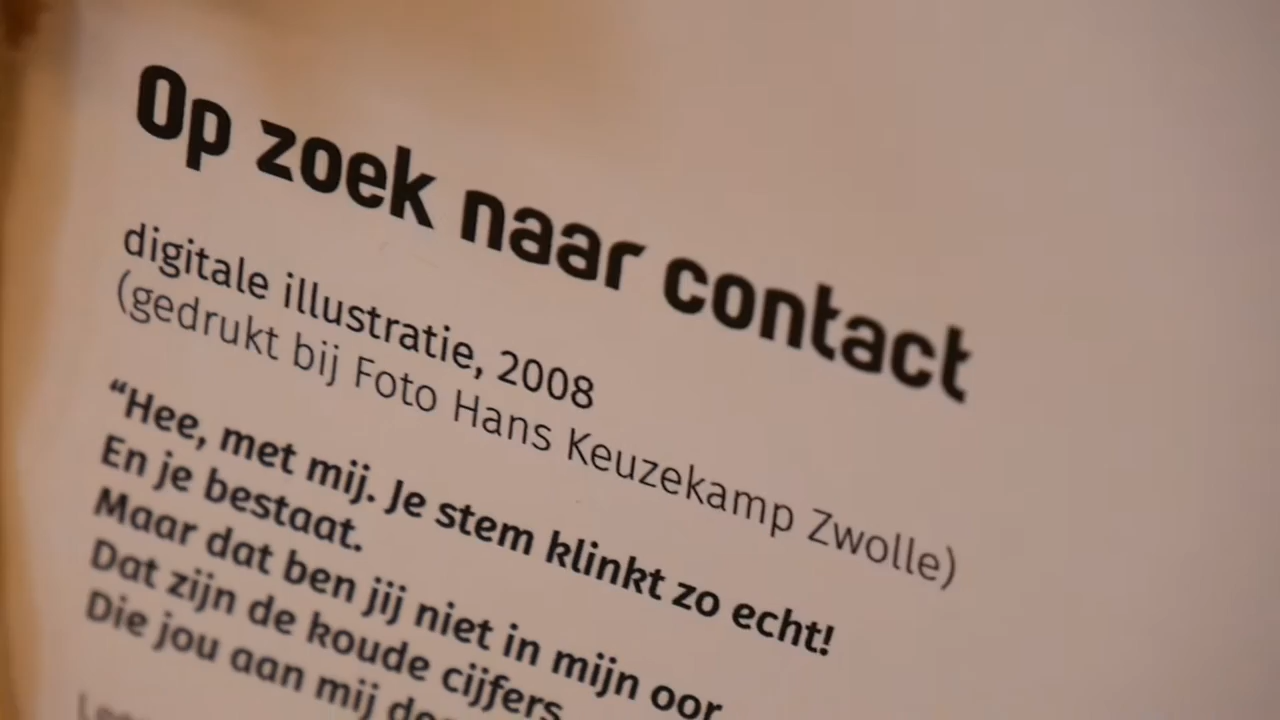 Op zoek naar contact
digitale illustratie, 2008
(gedrukt bij Foto Hans Keuzekamp Zwolle)
“Hee, met mij. Je stem klinkt zo echt!
En je bestaat.
Maar dat ben jij niet in mijn oor
Dat zijn de koude cijfers
Die jou aan mij